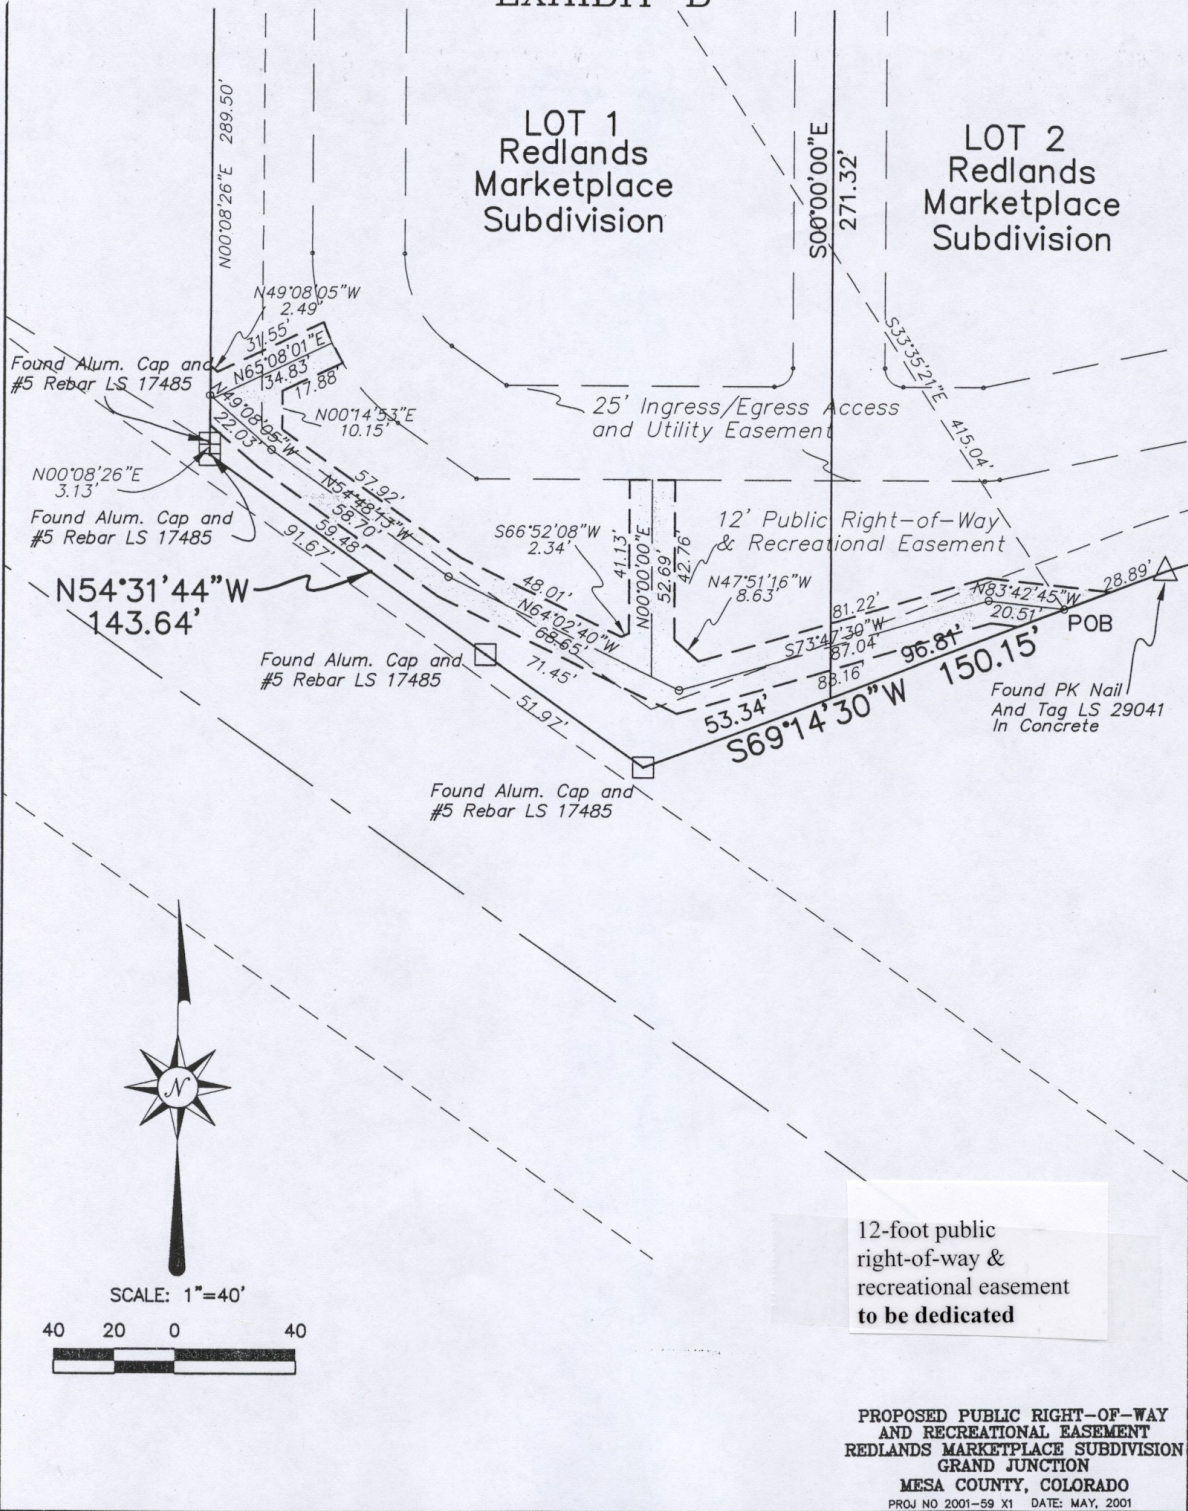 N00°08'26"E 289.50'
LOT 1
Redlands
Marketplace
Subdivision
S00°00'00"E
271.32'
LOT 2
Redlands
Marketplace
Subdivision
N49°08'05"W
2.49'
31.55'
N65°08'01"E
34.83'
17.88'
Found Alum. Cap and
#5 Rebar LS 17485
N49°08'05"W
22.03'
N00°14'53"E
10.15'
S33°35'21"E
415.04'
25' Ingress/Egress Access
and Utility Easement
N00°08'26"E
3.13'
Found Alum. Cap and
#5 Rebar LS 17485
57.92'
N54°48'13"W
58.70'
59.48'
91.67'
S66°52'08"W
2.34'
41.13'
N00°00'00"E
52.69'
42.76'
12' Public Right-of-Way
& Recreational Easement
N47°51'16"W
8.63'
N54°31'44"W
143.64'
48.01'
N64°02'40"W
68.65'
71.45'
81.22'
S73°47'30"W
87.04'
88.16'
N83°42'45"W
20.51'
28.89'
POB
96.81'
150.15'
53.34'
S69°14'30"W
Found Alum. Cap and
#5 Rebar LS 17485
51.97'
Found PK Nail
And Tag LS 29041
In Concrete
Found Alum. Cap and
#5 Rebar LS 17485
N
SCALE: 1"=40'
40 20 0 40
12-foot public
right-of-way &
recreational easement
to be dedicated
PROPOSED PUBLIC RIGHT-OF-WAY
AND RECREATIONAL EASEMENT
REDLANDS MARKETPLACE SUBDIVISION
GRAND JUNCTION
MESA COUNTY, COLORADO
PROJ NO 2001-59 X1 DATE: MAY, 2001